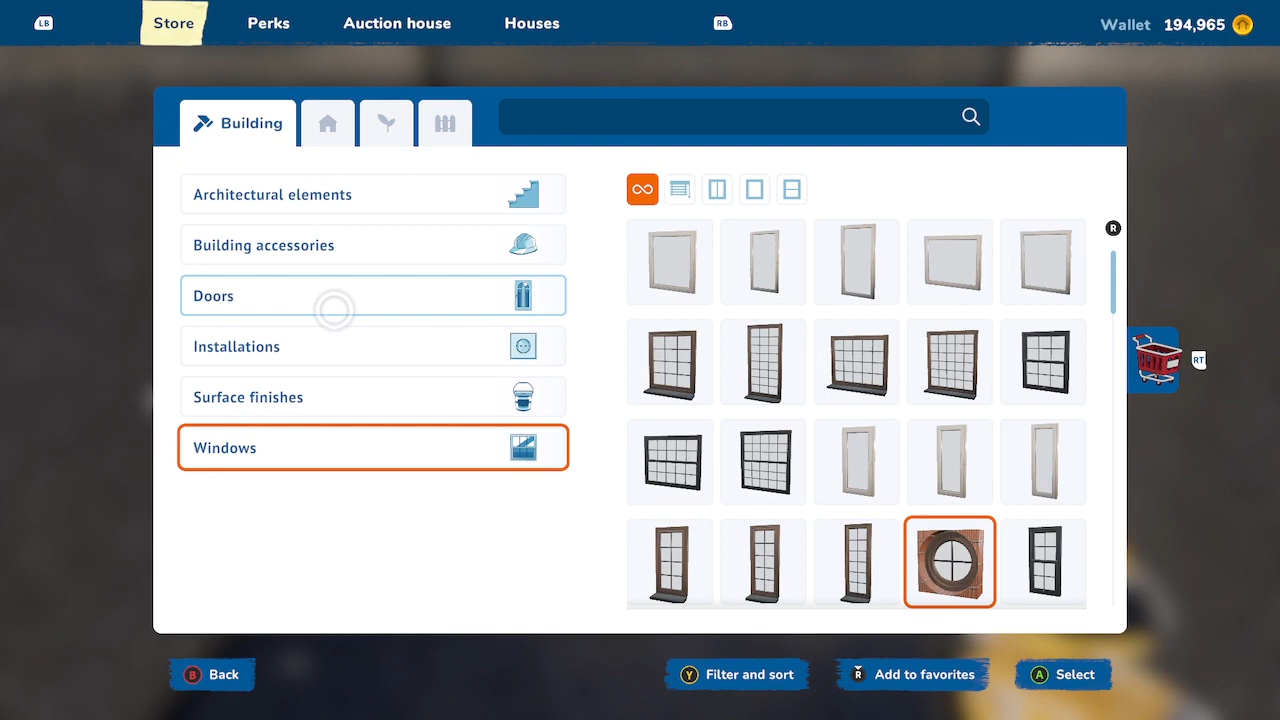 LB
Store
Perks
Auction house
Houses
RB
Wallet 194,965
Building
Architectural elements
Building accessories
Doors
Installations
Surface finishes
Windows
R
RT
B Back
Y Filter and sort
R Add to favorites
A Select